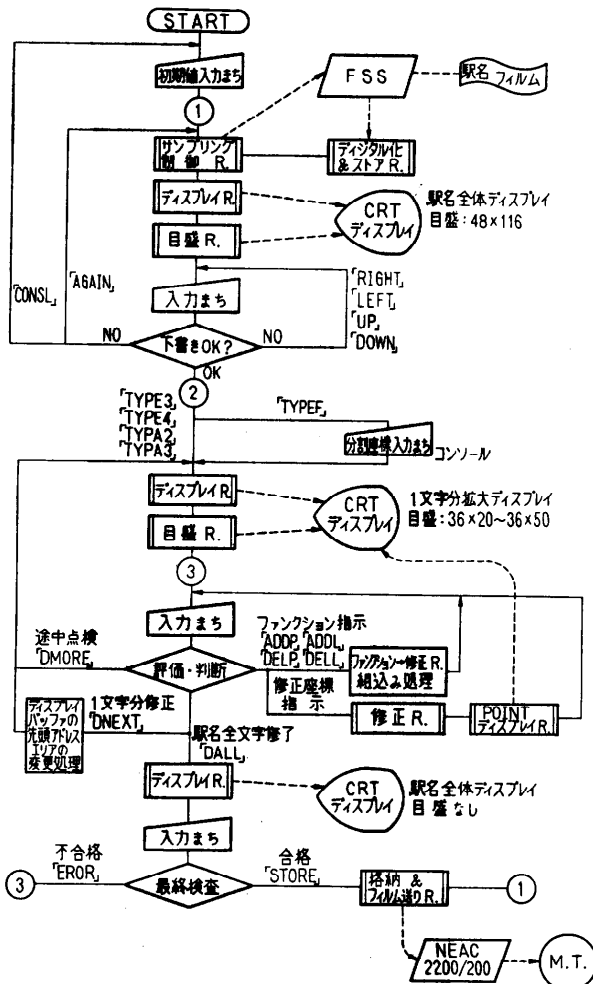 START
初期値入力まち
FSS
駅名 フィルム
1
サンプリング
制御 R.
ディジタル化
&ストア R.
ディスプレイ R.
CRT
ディスプレイ
駅名全体ディスプレイ
目盛：48×116
目盛 R.
「CONSL」
「AGAIN」
入力まち
「RIGHT」
「LEFT」
「UP」
「DOWN」
NO
下書きOK？
NO
OK
2
「TYPE3」
「TYPE4」
「TYPA2」
「TYPA3」
「TYPEF」
分割座標入力まち
コンソール
ディスプレイ R.
CRT
ディスプレイ
1文字分拡大ディスプレイ
目盛：36×20～36×50
目盛 R.
3
入力まち
途中点検
「DMORE」
評価・判断
ファンクション指示
「ADDP」「ADDL」
「DELP」「DELL」
ファンクション→修正 R.
組込み処理
修正座標
指示
修正 R.
POINT
ディスプレイ R.
ディスプレイ
バッファの
先頭アドレス
エリアの
変更処理
1文字分修正
「DNEXT」
駅名全文字修了
「DALL」
ディスプレイ R.
CRT
ディスプレイ
駅名全体ディスプレイ
目盛なし
入力まち
不合格
「EROR」
3
最終検査
合格
「STORE」
格納 &
フィルム送り R.
1
NEAC
2200/200
M.T.